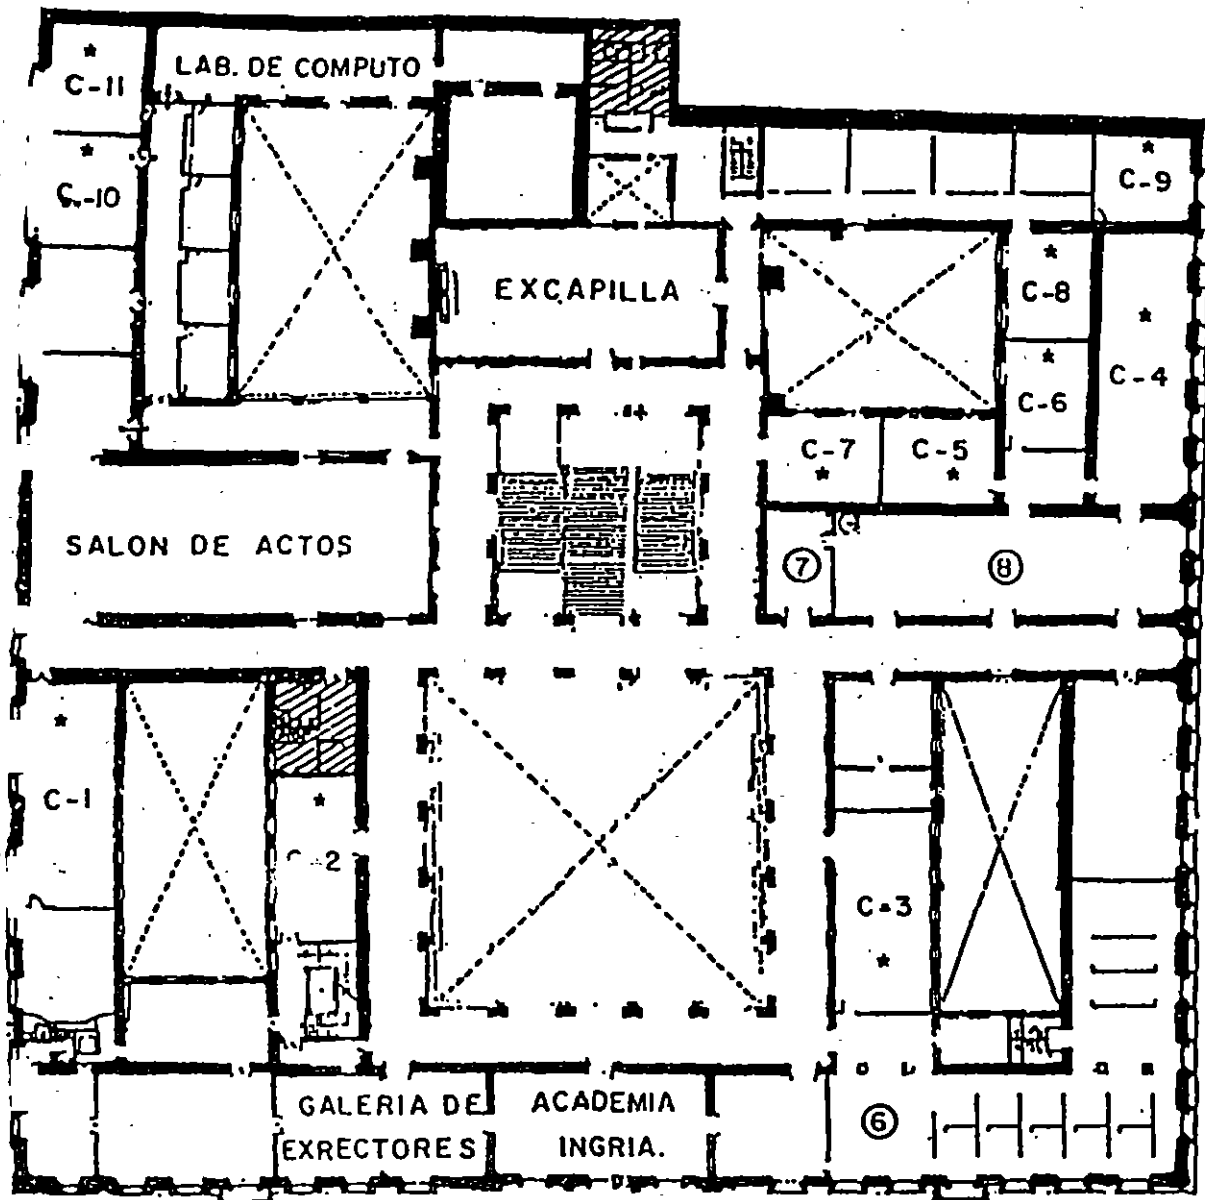 *
C-11
LAB. DE COMPUTO
*
C-10
*
C-9
EXCAPILLA
*
C-8
*
C-4
*
C-6
C-7
*
C-5
*
SALON DE ACTOS
7
8
*
C-1
*
-2
C-3
*
GALERIA DE
EXRECTORES
ACADEMIA
INGRIA.
6